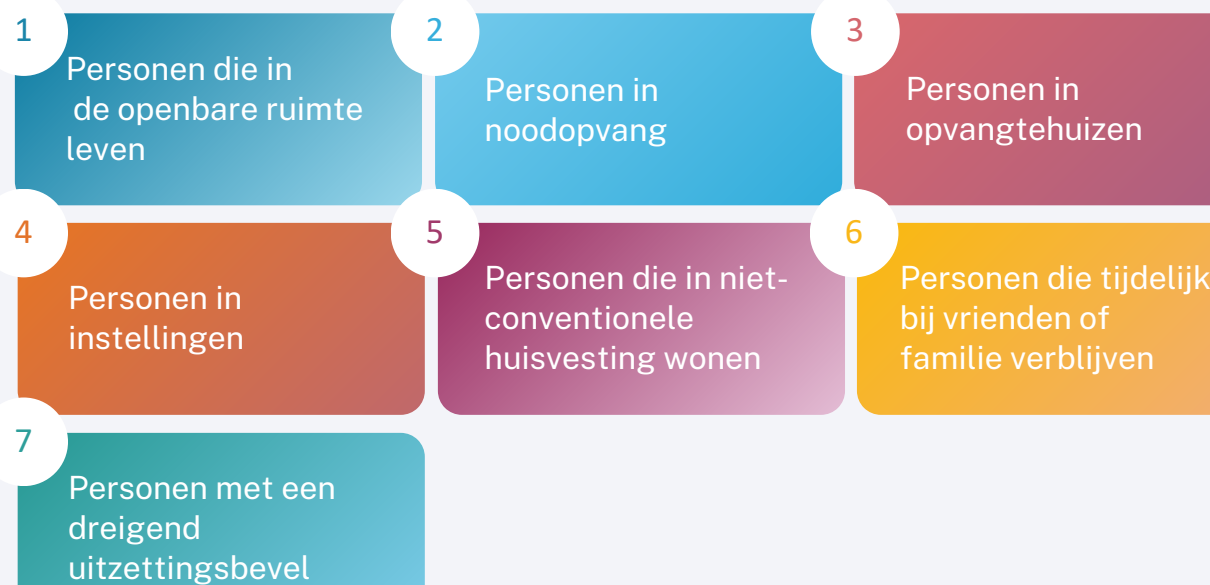 1
Personen die in
de openbare ruimte
leven
2
Personen in
noodopvang
3
Personen in
opvangtehuizen
4
Personen in
instellingen
5
Personen die in niet-
conventionele
huisvesting wonen
6
Personen die tijdelijk
bij vrienden of
familie verblijven
7
Personen met een
dreigend
uitzettingsbevel